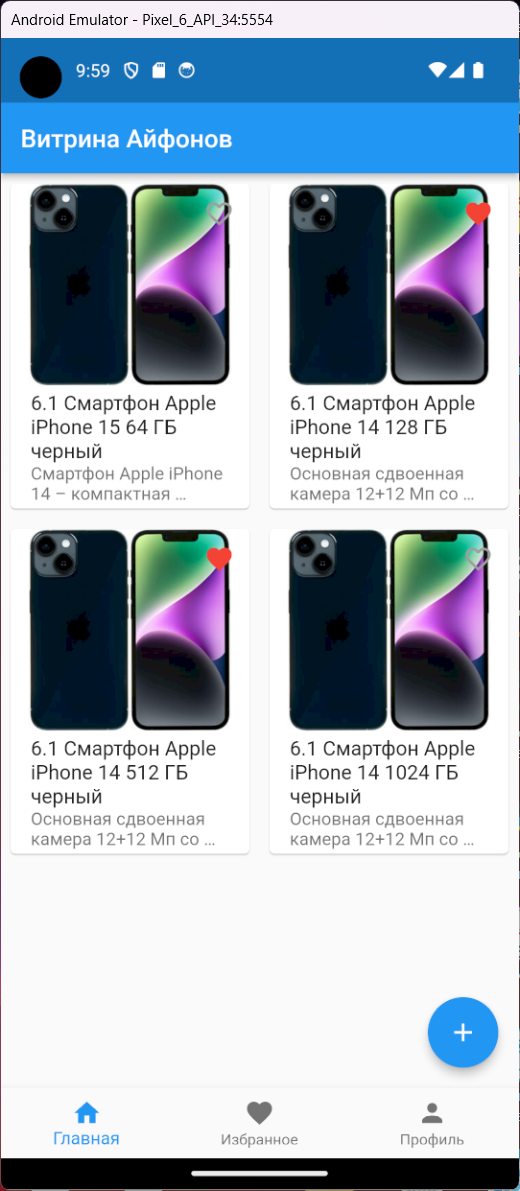 Android Emulator - Pixel_6_API_34:5554
9:59
Витрина Айфонов
6.1 Смартфон Apple
iPhone 15 64 ГБ
черный
Смартфон Apple iPhone
14 – компактная ...
6.1 Смартфон Apple
iPhone 14 128 ГБ
черный
Основная сдвоенная
камера 12+12 Мп со ...
6.1 Смартфон Apple
iPhone 14 512 ГБ
черный
Основная сдвоенная
камера 12+12 Мп со ...
6.1 Смартфон Apple
iPhone 14 1024 ГБ
черный
Основная сдвоенная
камера 12+12 Мп со ...
Главная
Избранное
Профиль